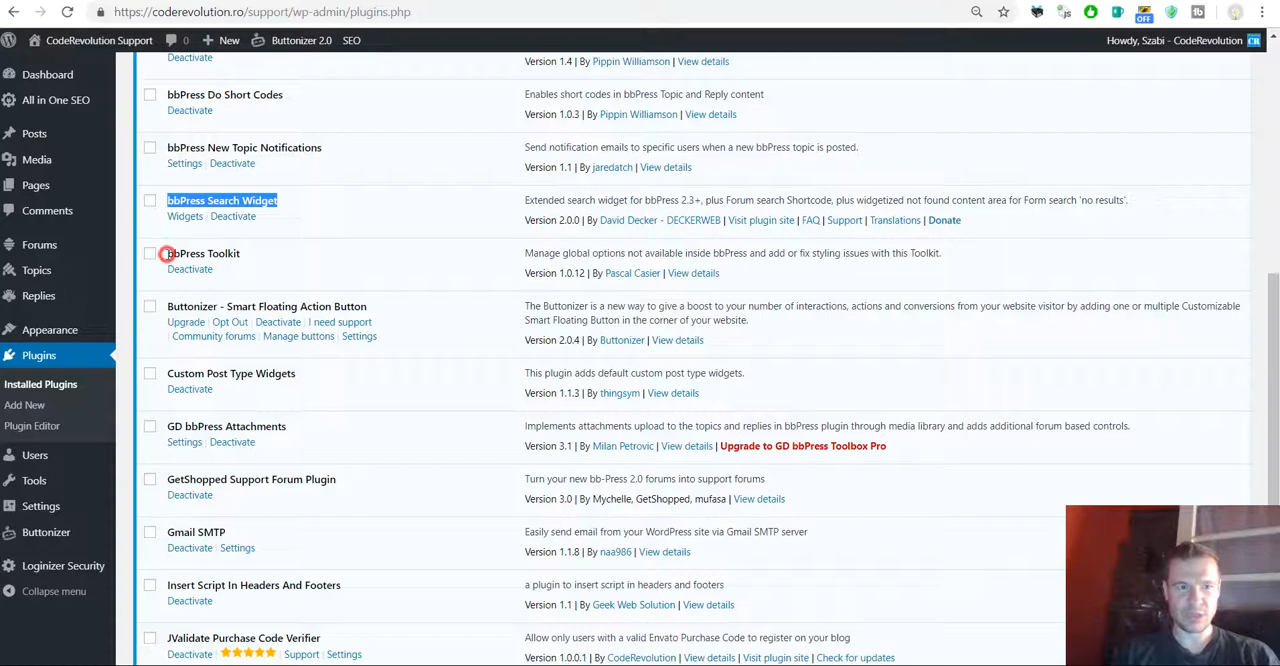 https://coderevolution.ro/support/wp-admin/plugins.php
js
OFF
tb
CodeRevolution Support 0 New Buttonizer 2.0 SEO Howdy, Szabi - CodeRevolution CR
Dashboard
All in One SEO
Posts
Media
Pages
Comments
Forums
Topics
Replies
Appearance
Plugins
Installed Plugins
Add New
Plugin Editor
Users
Tools
Settings
Buttonizer
Loginizer Security
Collapse menu
Deactivate
Version 1.4 | By Pippin Williamson | View details
bbPress Do Short Codes
Deactivate
Enables short codes in bbPress Topic and Reply content
Version 1.0.3 | By Pippin Williamson | View details
bbPress New Topic Notifications
Settings | Deactivate
Send notification emails to specific users when a new bbPress topic is posted.
Version 1.1 | By jaredatch | View details
bbPress Search Widget
Widgets | Deactivate
Extended search widget for bbPress 2.3+, plus Forum search Shortcode, plus widgetized not found content area for Form search 'no results'.
Version 2.0.0 | By David Decker - DECKERWEB | Visit plugin site | FAQ | Support | Translations | Donate
bbPress Toolkit
Deactivate
Manage global options not available inside bbPress and add or fix styling issues with this Toolkit.
Version 1.0.12 | By Pascal Casier | View details
Buttonizer - Smart Floating Action Button
Upgrade | Opt Out | Deactivate | I need support
| Community forums | Manage buttons | Settings
The Buttonizer is a new way to give a boost to your number of interactions, actions and conversions from your website visitor by adding one or multiple Customizable
Smart Floating Button in the corner of your website.
Version 2.0.4 | By Buttonizer | View details
Custom Post Type Widgets
Deactivate
This plugin adds default custom post type widgets.
Version 1.1.3 | By thingsym | View details
GD bbPress Attachments
Settings | Deactivate
Implements attachments upload to the topics and replies in bbPress plugin through media library and adds additional forum based controls.
Version 3.1 | By Milan Petrovic | View details | Upgrade to GD bbPress Toolbox Pro
GetShopped Support Forum Plugin
Deactivate
Turn your new bb-Press 2.0 forums into support forums
Version 3.0 | By Mychelle, GetShopped, mufasa | View details
Gmail SMTP
Deactivate | Settings
Easily send email from your WordPress site via Gmail SMTP server
Version 1.1.8 | By naa986 | View details
Insert Script In Headers And Footers
Deactivate
a plugin to insert script in headers and footers
Version 1.1 | By Geek Web Solution | View details
JValidate Purchase Code Verifier
Deactivate | Support | Settings
Allow only users with a valid Envato Purchase Code to register on your blog
Version 1.0.0.1 | By CodeRevolution | View details | Visit plugin site | Check for updates